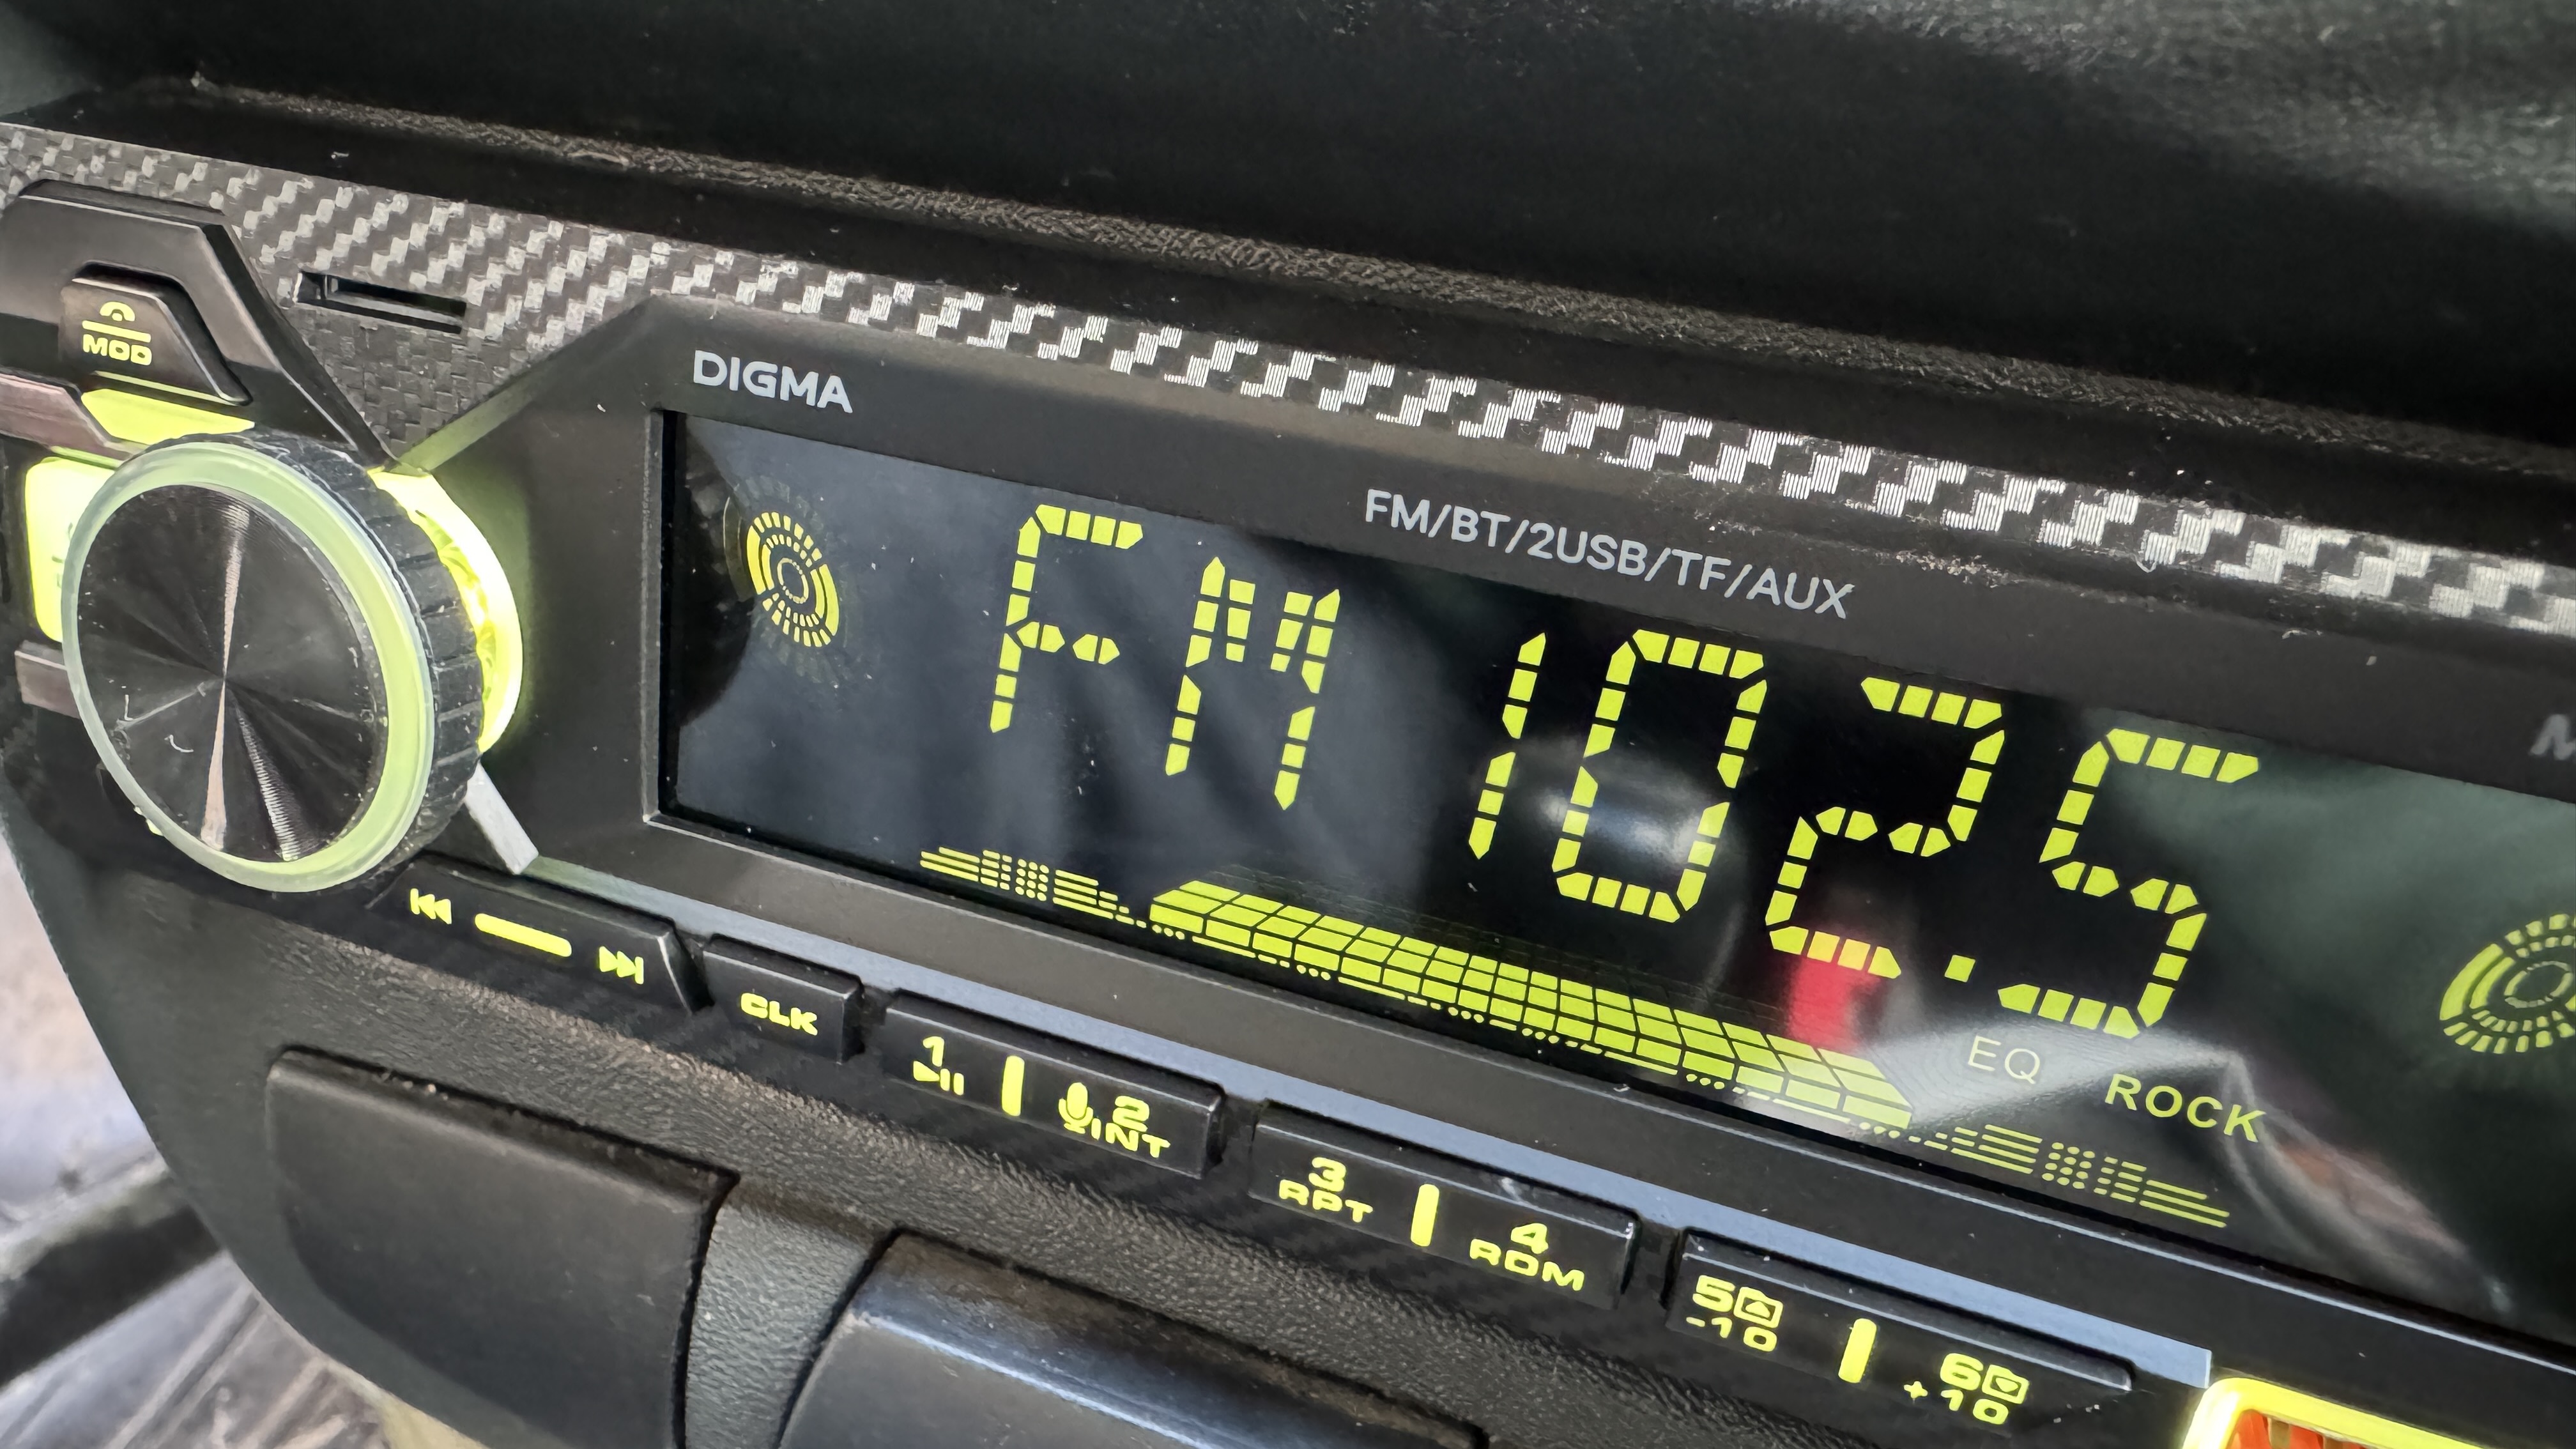 DIGMA
FM/BT/2USB/TF/AUX
MOD
FM 102.5
EQ ROCK
CLK
1
2
INT
3
RPT
4
RDM
5
-10
6
+10